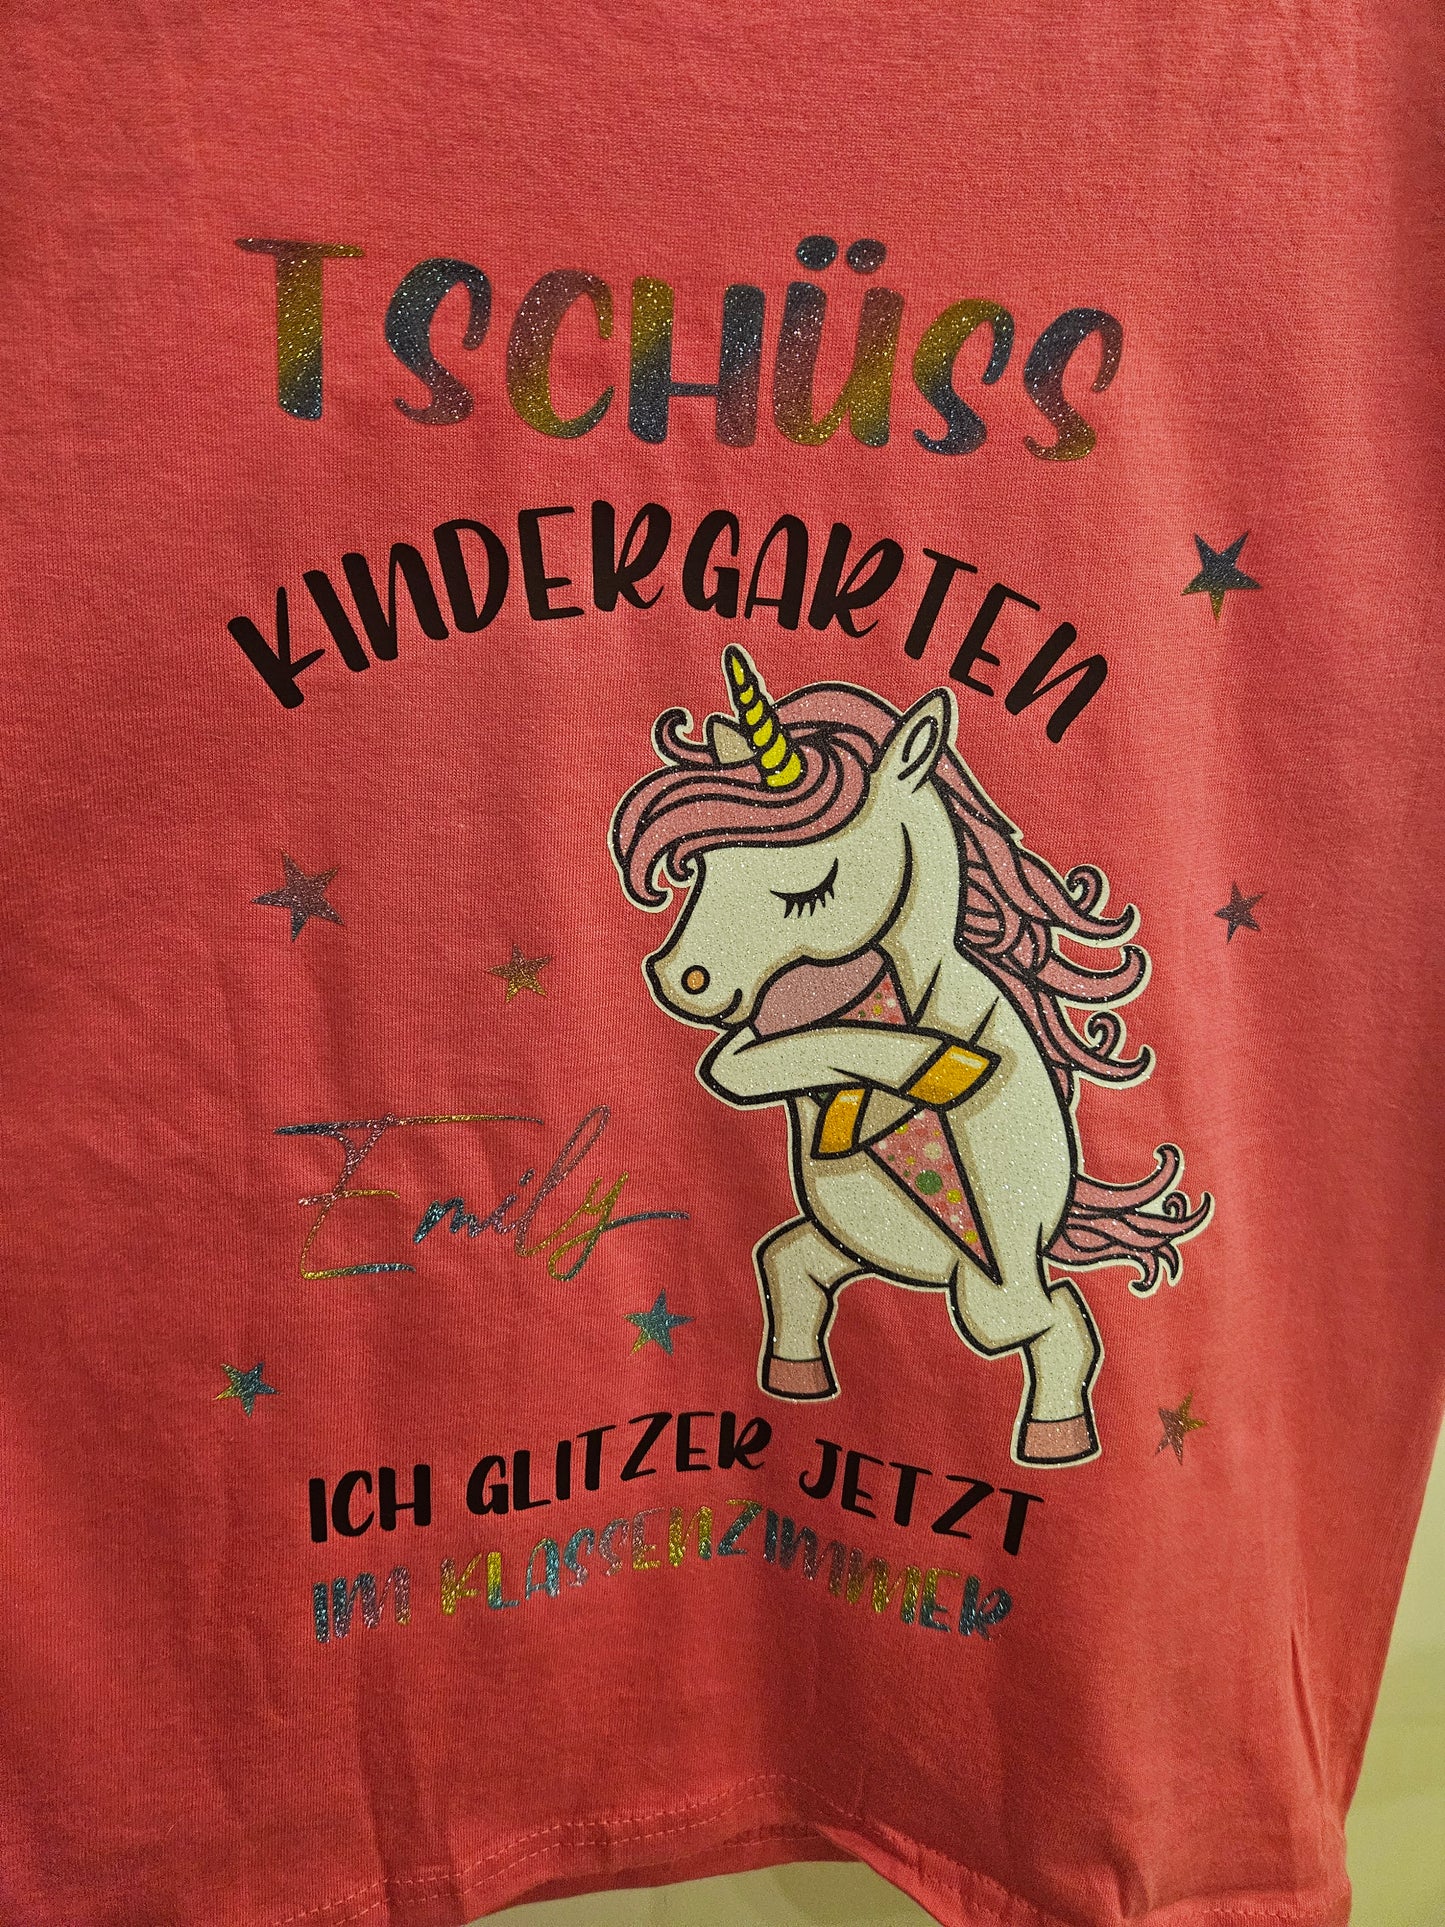 TSCHÜSS
KINDERGARTEN
Emily
ICH GLITZER JETZT
IM KLASSENZIMMER